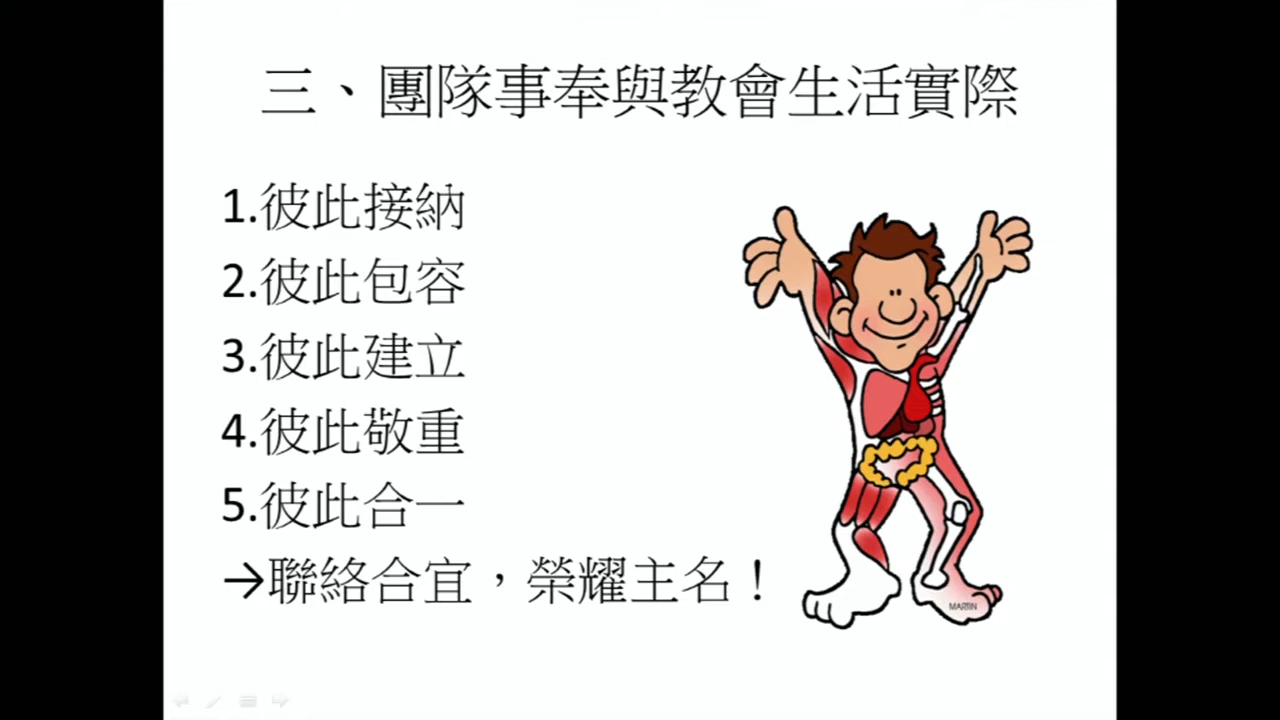 三、團隊事奉與教會生活實際
1.彼此接納
2.彼此包容
3.彼此建立
4.彼此敬重
5.彼此合一
→聯絡合宜，榮耀主名！
MARTIN